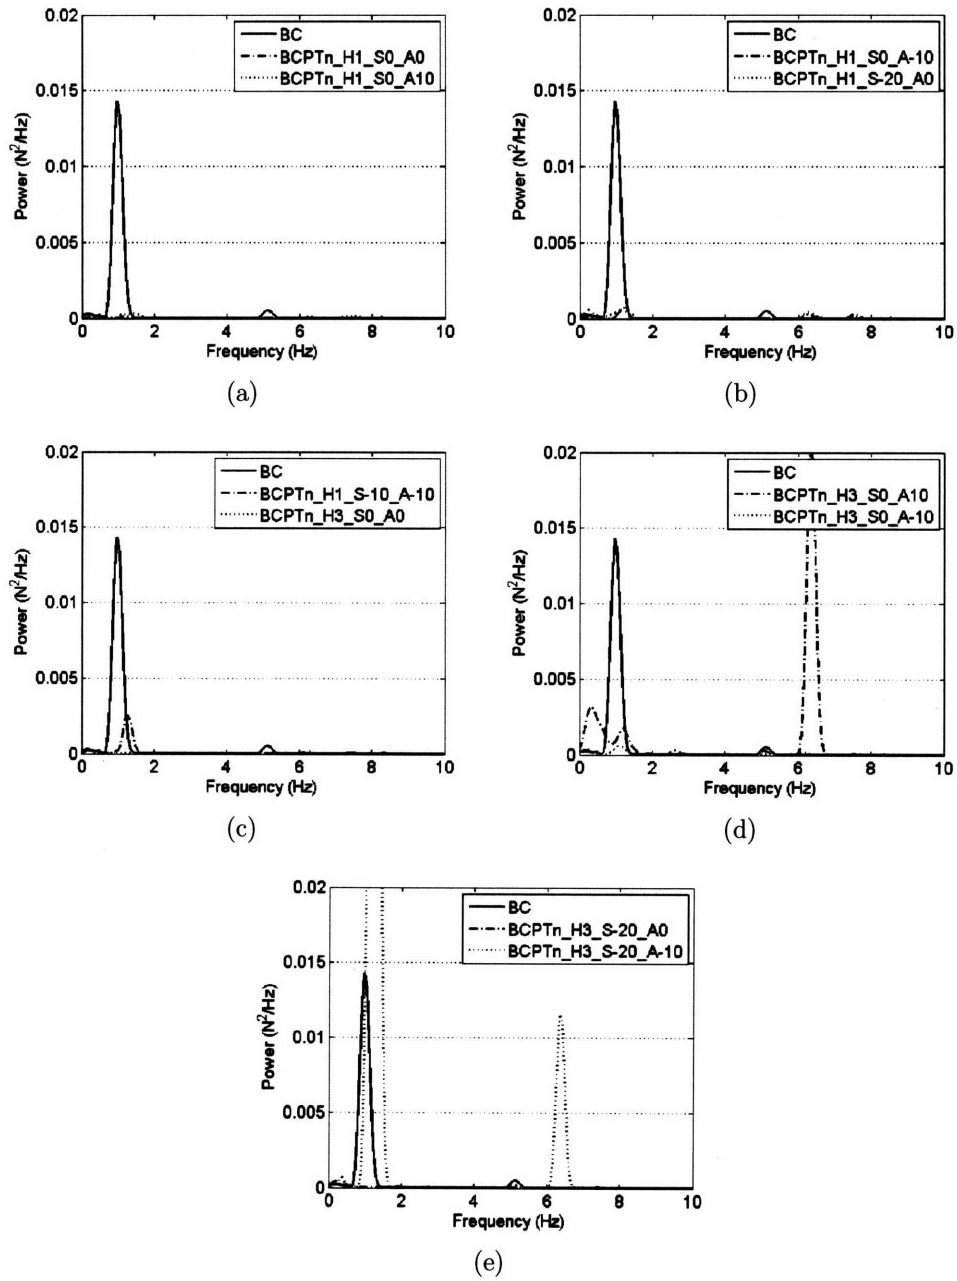 0.02
0.015
0.01
0.005
0
Power (N²/Hz)
BC
BCPTn_H1_S0_A0
BCPTn_H1_S0_A10
0 2 4 6 8 10
Frequency (Hz)
(a)
0.02
0.015
0.01
0.005
0
Power (N²/Hz)
BC
BCPTn_H1_S0_A-10
BCPTn_H1_S-20_A0
0 2 4 6 8 10
Frequency (Hz)
(b)
0.02
0.015
0.01
0.005
0
Power (N²/Hz)
BC
BCPTn_H1_S-10_A-10
BCPTn_H3_S0_A0
0 2 4 6 8 10
Frequency (Hz)
(c)
0.02
0.015
0.01
0.005
0
Power (N²/Hz)
BC
BCPTn_H3_S0_A10
BCPTn_H3_S0_A-10
0 2 4 6 8 10
Frequency (Hz)
(d)
0.02
0.015
0.01
0.005
0
Power (N²/Hz)
BC
BCPTn_H3_S-20_A0
BCPTn_H3_S-20_A-10
0 2 4 6 8 10
Frequency (Hz)
(e)